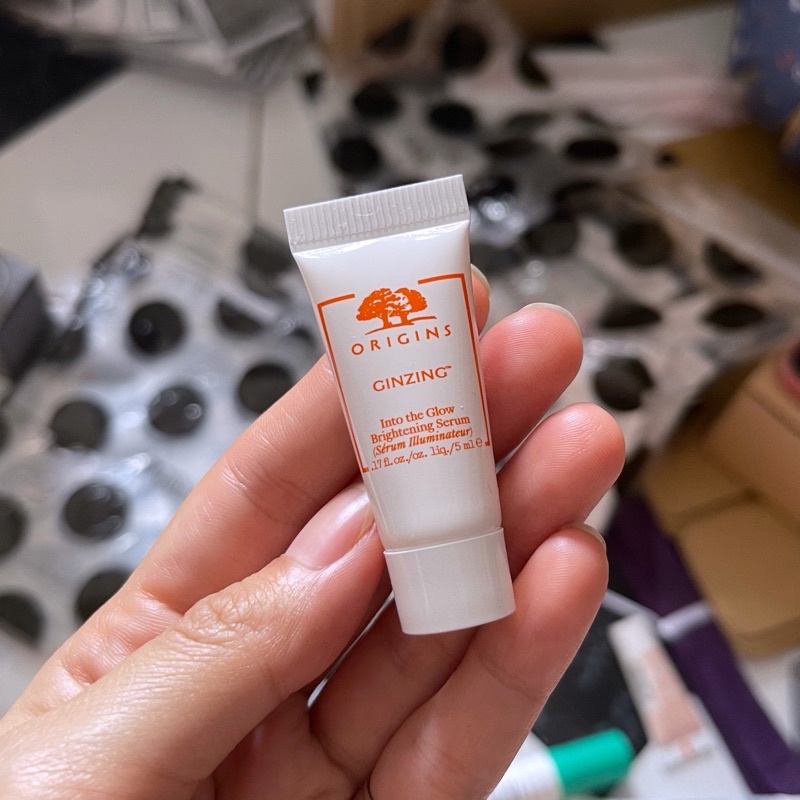 ORIGINS
GINZING™
Into the Glow
Brightening Serum
(Sérum Illuminateur)
.17 fl.oz./oz. liq./5 ml ℮